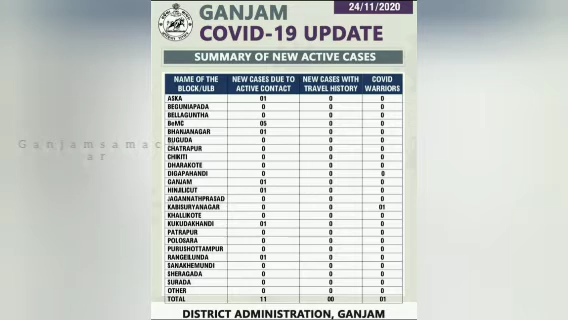 24/11/2020
GANJAM
COVID-19 UPDATE
SUMMARY OF NEW ACTIVE CASES
NAME OF THE BLOCK/ULB NEW CASES DUE TO ACTIVE CONTACT NEW CASES WITH TRAVEL HISTORY COVID WARRIORS
ASKA 01 0 0
BEGUNIAPADA 0 0 0
BELLAGUNTHA 0 0 0
BeMC 05 0 0
BHANJANAGAR 01 0 0
BUGUDA 0 0 0
CHATRAPUR 0 0 0
CHIKITI 0 0 0
DHARAKOTE 0 0 0
DIGAPAHANDI 0 0 0
GANJAM 01 0 0
HINJILICUT 01 0 0
JAGANNATHPRASAD 0 0 0
KABISURYANAGAR 0 0 01
KHALLIKOTE 0 0 0
KUKUDAKHANDI 01 0 0
PATRAPUR 0 0 0
POLOSARA 0 0 0
PURUSHOTTAMPUR 0 0 0
RANGEILUNDA 01 0 0
SANAKHEMUNDI 0 0 0
SHERAGADA 0 0 0
SURADA 0 0 0
OTHER 0 0 0
TOTAL 11 00 01
DISTRICT ADMINISTRATION, GANJAM
Ganjamsamac
ar